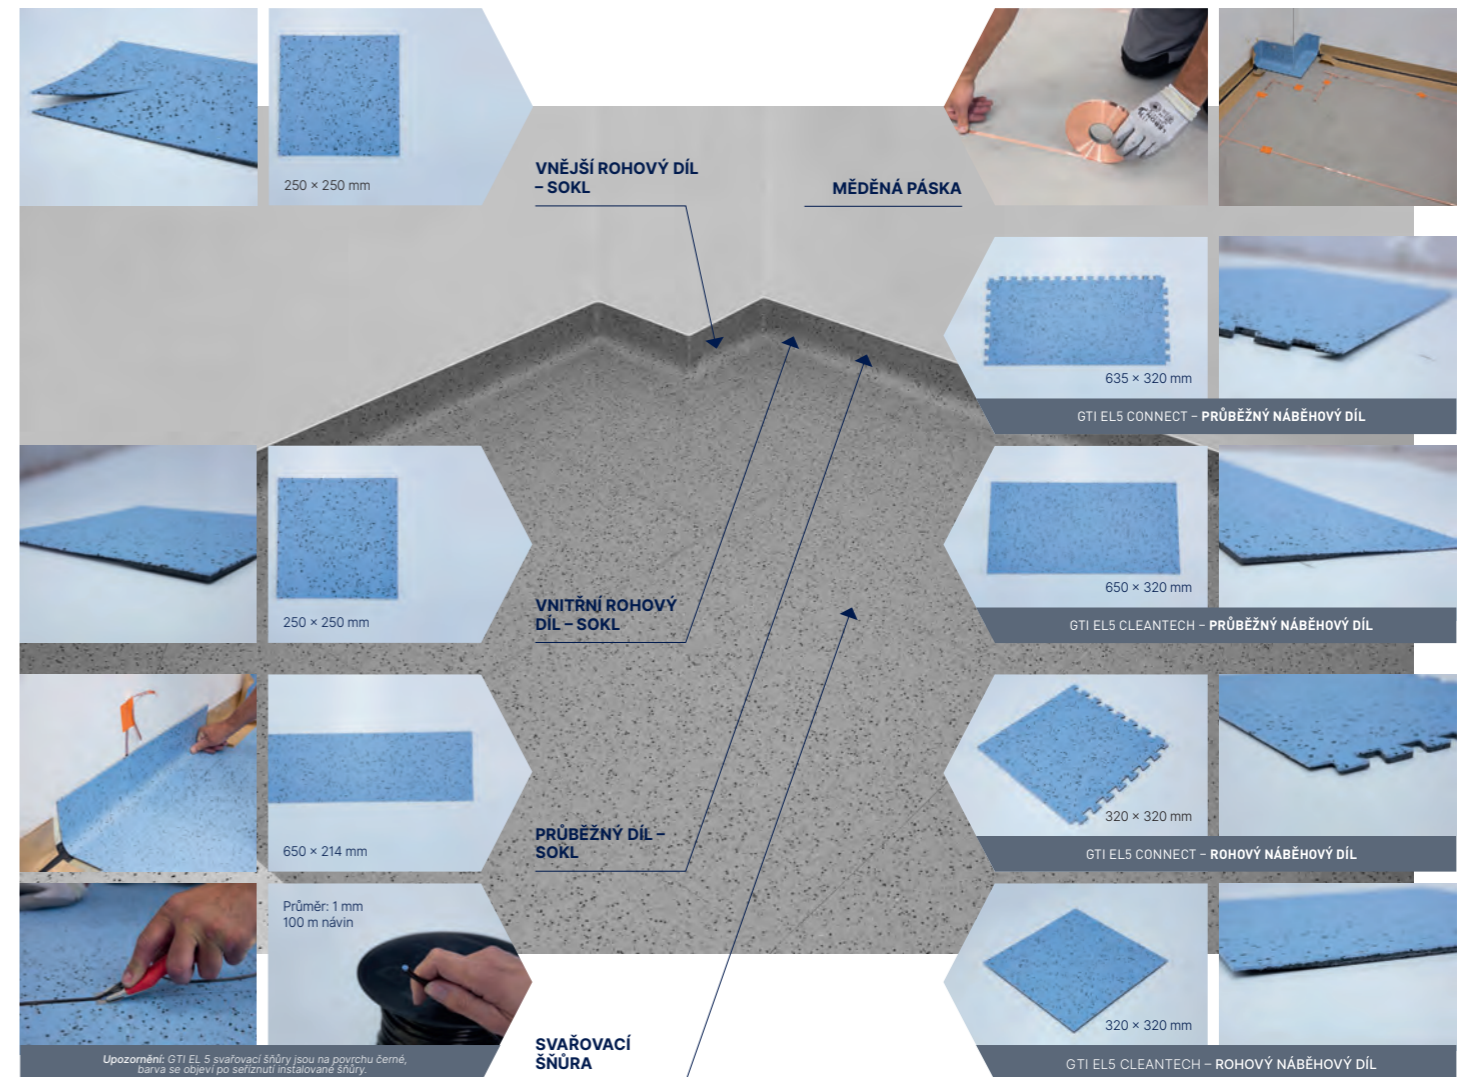 250 × 250 mm
VNĚJŠÍ ROHOVÝ DÍL
– SOKL
MĚDĚNÁ PÁSKA
635 × 320 mm
GTI EL5 CONNECT – PRŮBĚŽNÝ NÁBĚHOVÝ DÍL
250 × 250 mm
VNITŘNÍ ROHOVÝ
DÍL – SOKL
650 × 320 mm
GTI EL5 CLEANTECH – PRŮBĚŽNÝ NÁBĚHOVÝ DÍL
650 × 214 mm
PRŮBĚŽNÝ DÍL –
SOKL
320 × 320 mm
GTI EL5 CONNECT – ROHOVÝ NÁBĚHOVÝ DÍL
Průměr: 1 mm
100 m návin
Upozornění: GTI EL 5 svařovací šňůry jsou na povrchu černé,
barva se objeví po seříznutí instalované šňůry.
SVAŘOVACÍ
ŠŇŮRA
320 × 320 mm
GTI EL5 CLEANTECH – ROHOVÝ NÁBĚHOVÝ DÍL